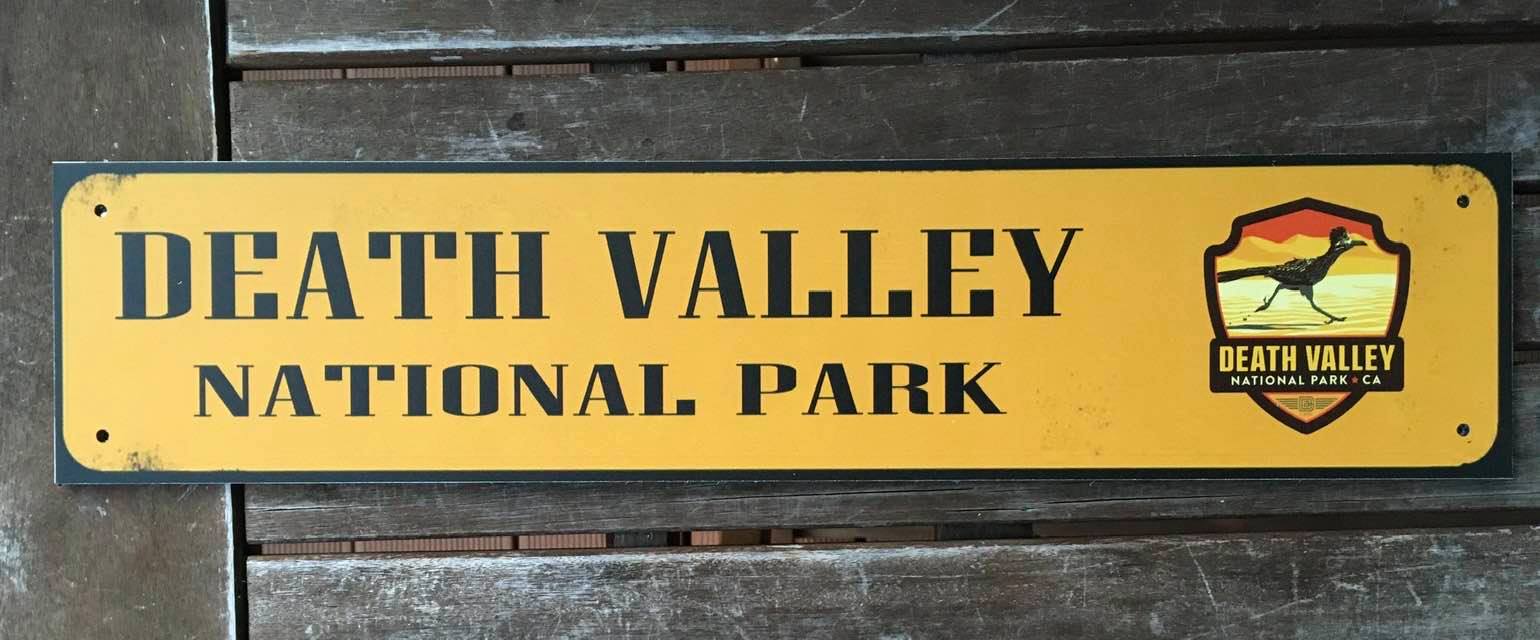 DEATH VALLEY
NATIONAL PARK
DEATH VALLEY
NATIONAL PARK ★ CA